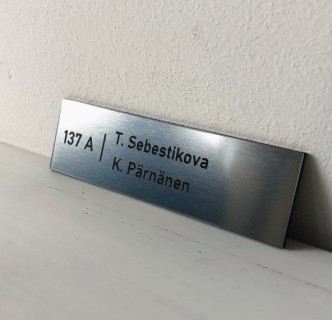 137 A | T. Sebestikova
K. Pärnänen